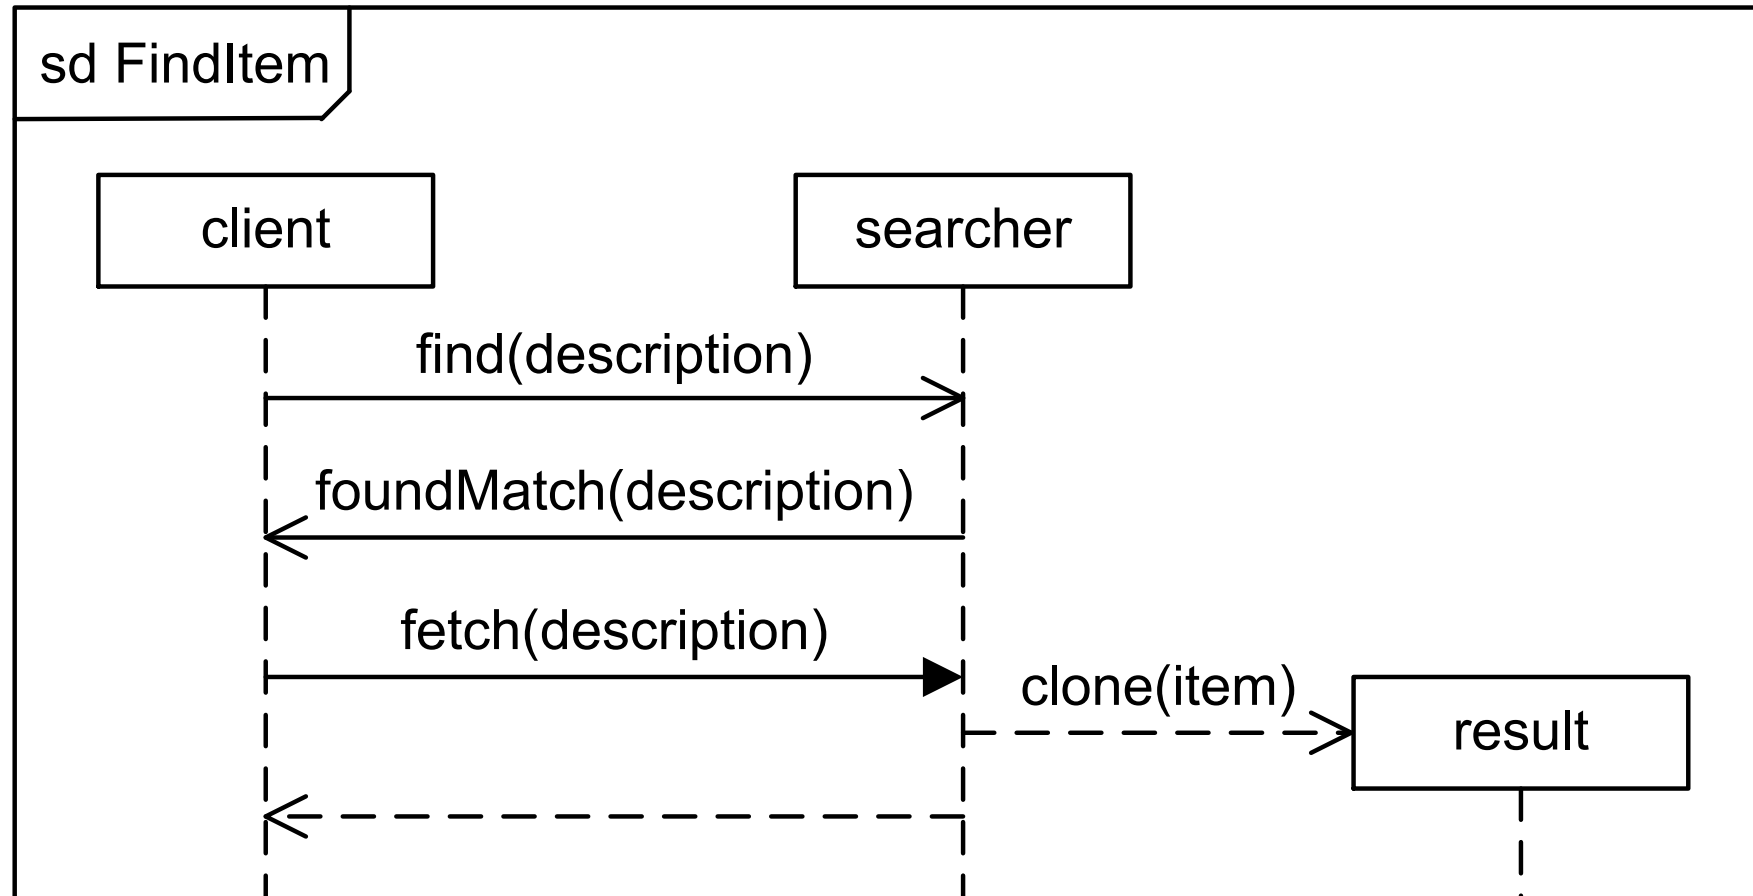 sd FindItem
client
searcher
find(description)
foundMatch(description)
fetch(description)
clone(item)
result